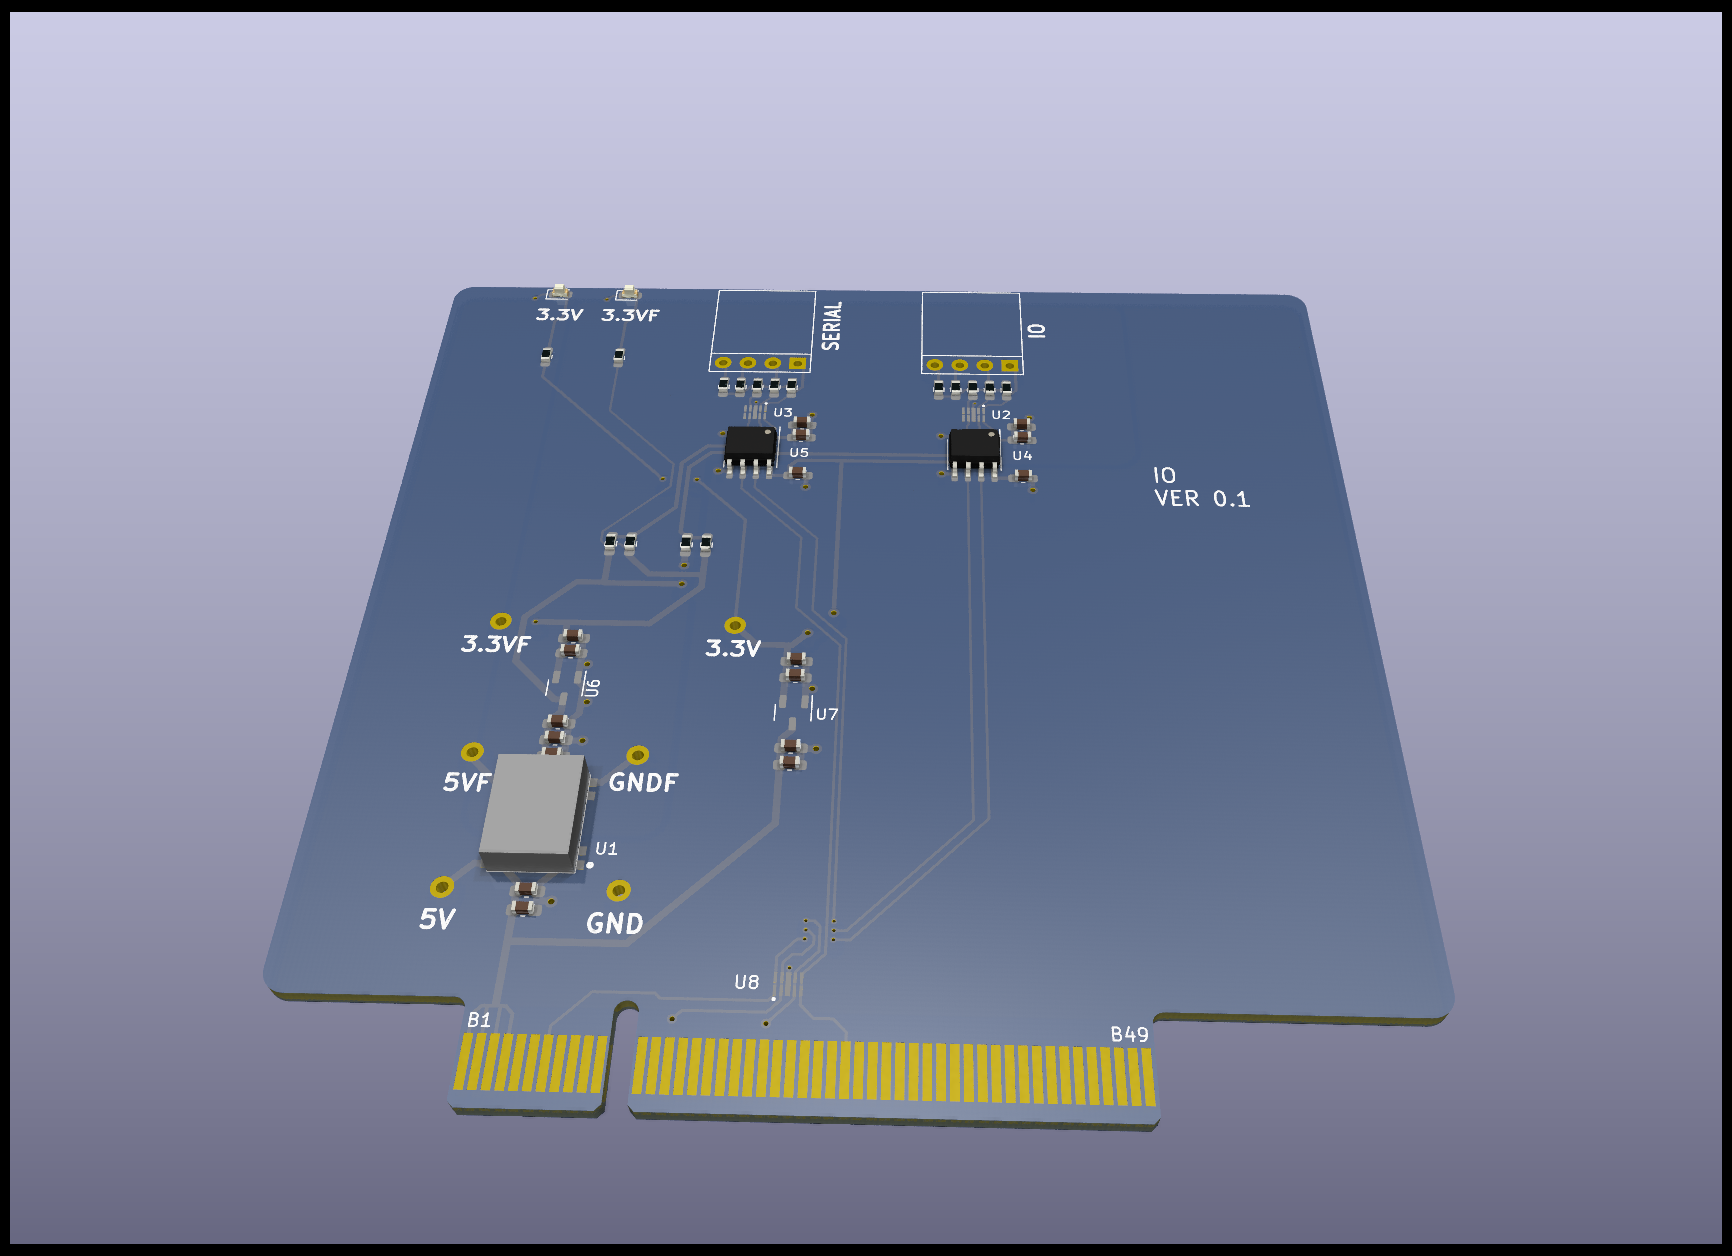 3.3V
3.3VF
SERIAL
IO
U3
U2
U5
U4
IO
VER 0.1
3.3VF
3.3V
U6
U7
5VF
GNDF
U1
5V
GND
U8
B1
B49